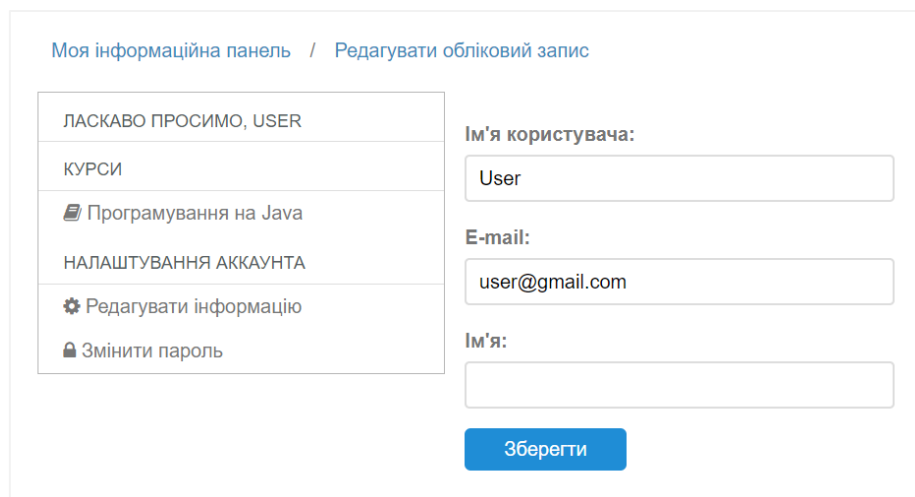 Моя інформаційна панель / Редагувати обліковий запис
ЛАСКАВО ПРОСИМО, USER
КУРСИ
Програмування на Java
НАЛАШТУВАННЯ АККАУНТА
Редагувати інформацію
Змінити пароль
Ім'я користувача:
User
E-mail:
user@gmail.com
Ім'я:
Зберегти